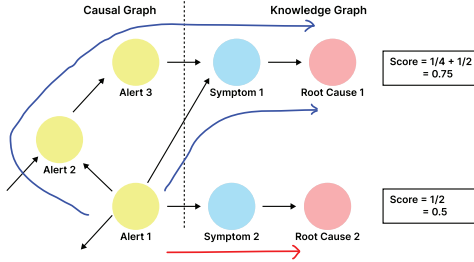 Causal Graph
Knowledge Graph
Alert 3
Symptom 1
Root Cause 1
Score = 1/4 + 1/2
= 0.75
Alert 2
Alert 1
Symptom 2
Root Cause 2
Score = 1/2
= 0.5